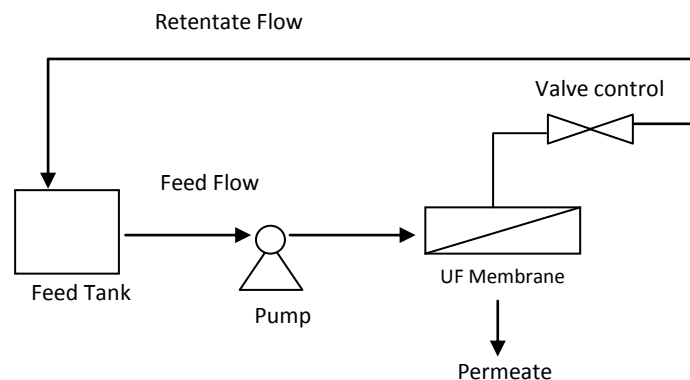 Retentate Flow
Valve control
Feed Flow
UF Membrane
Feed Tank
Pump
Permeate